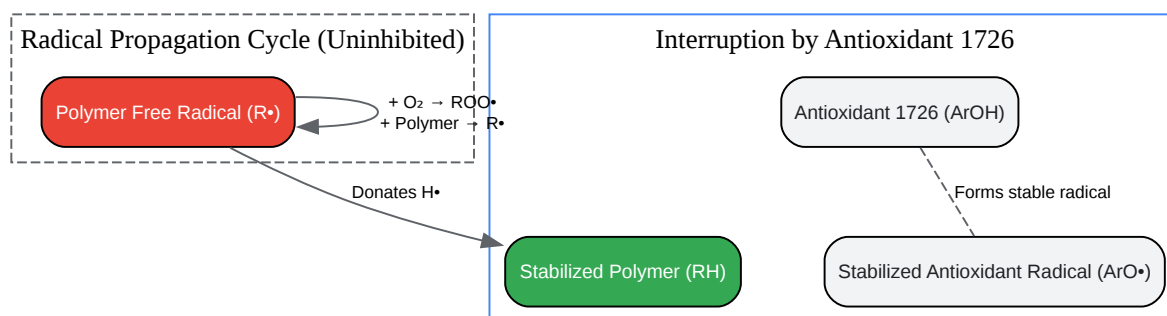 Radical Propagation Cycle (Uninhibited)
Interruption by Antioxidant 1726
Polymer Free Radical (R•)
+ O₂ → ROO•
+ Polymer → R•
Antioxidant 1726 (ArOH)
Donates H•
Forms stable radical
Stabilized Polymer (RH)
Stabilized Antioxidant Radical (ArO•)